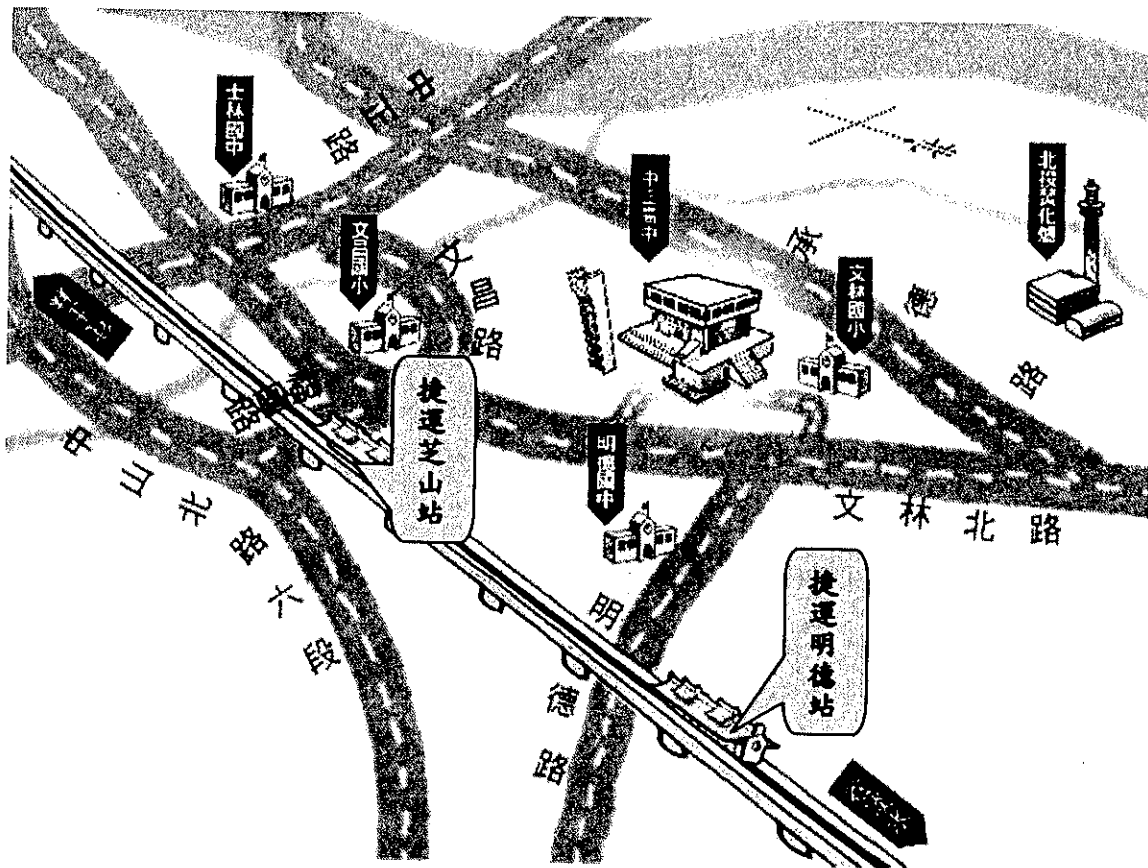 士林國中
中正路
中正高中
北投焚化爐
文昌國小
文昌路
承德路
文林國小
捷運芝山站
明德國中
中山北路六段
文林北路
捷運明德站
明德路